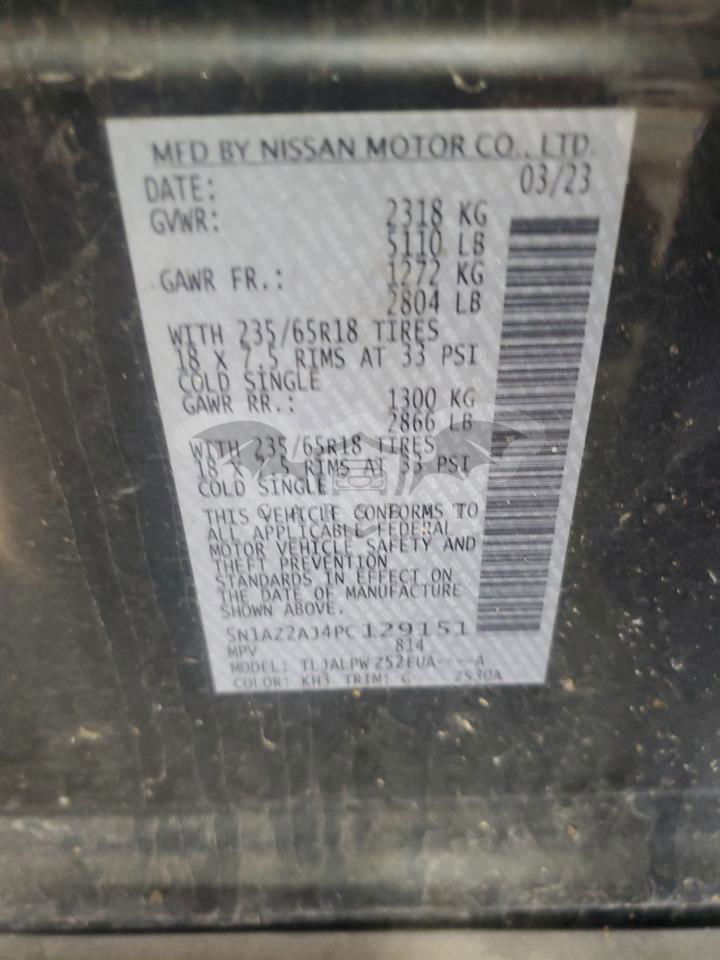 MFD BY NISSAN MOTOR CO., LTD.
DATE: 03/23
GVWR: 2318 KG
5110 LB
GAWR FR.: 1272 KG
2804 LB
WITH 235/65R18 TIRES
18 X 7.5 RIMS AT 33 PSI
COLD SINGLE
GAWR RR.: 1300 KG
2866 LB
WITH 235/65R18 TIRES
18 X 7.5 RIMS AT 33 PSI
COLD SINGLE
THIS VEHICLE CONFORMS TO
ALL APPLICABLE FEDERAL
MOTOR VEHICLE SAFETY AND
THEFT PREVENTION
STANDARDS IN EFFECT ON
THE DATE OF MANUFACTURE
SHOWN ABOVE.
5N1AZ2AJ4PC129151
MPV 814
MODEL: TLJALPW Z52EUA----A
COLOR: KH3 TRIM: G ZS30A